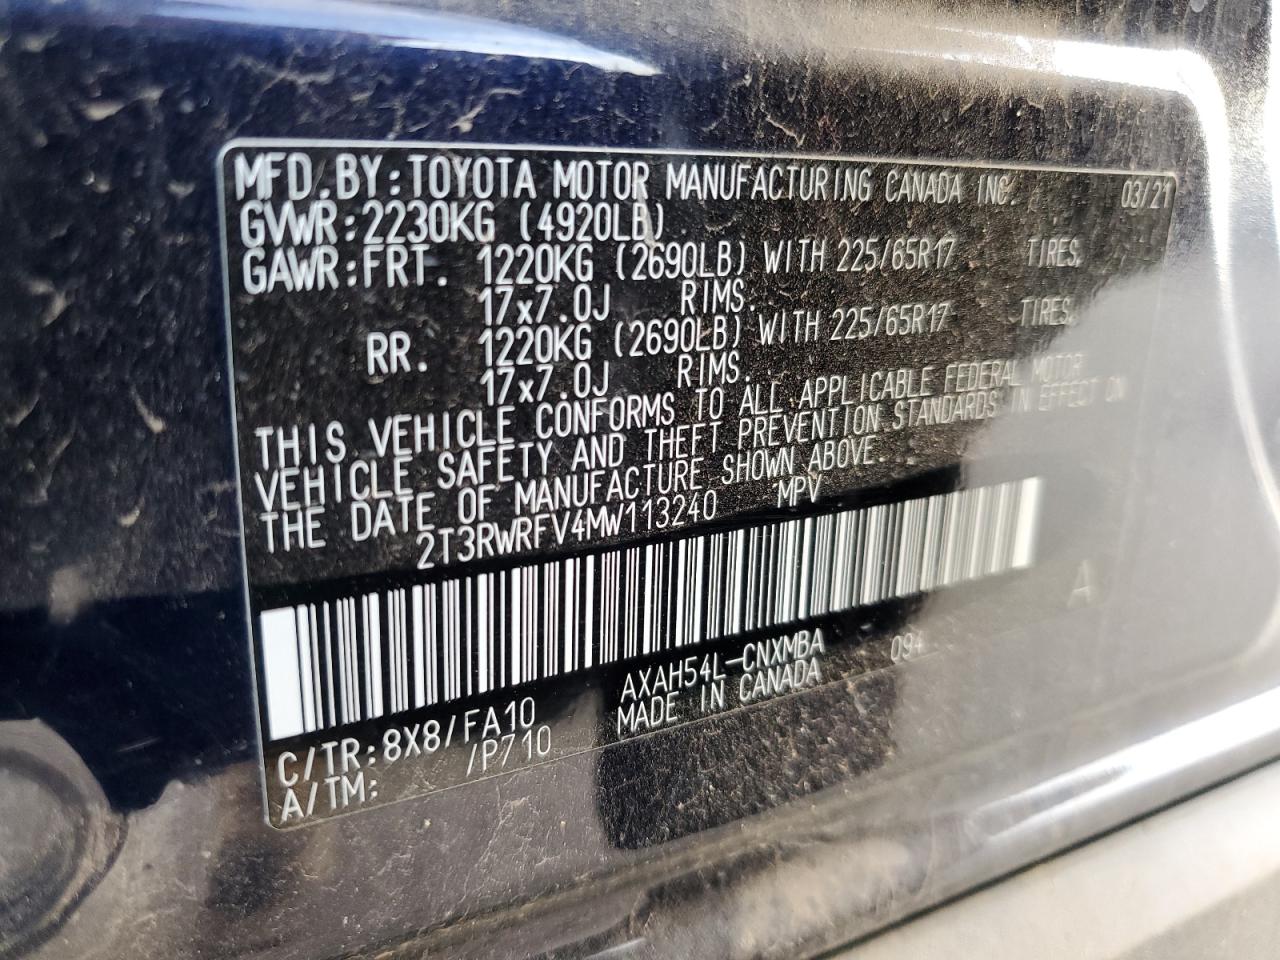 MFD.BY:TOYOTA MOTOR MANUFACTURING CANADA INC. 03/21
GVWR:2230KG (4920LB)
GAWR:FRT. 1220KG (2690LB) WITH 225/65R17 TIRES,
17x7.0J RIMS.
RR. 1220KG (2690LB) WITH 225/65R17 TIRES,
17x7.0J RIMS.
THIS VEHICLE CONFORMS TO ALL APPLICABLE FEDERAL MOTOR
VEHICLE SAFETY AND THEFT PREVENTION STANDARDS IN EFFECT ON
THE DATE OF MANUFACTURE SHOWN ABOVE.
2T3RWRFV4MW113240 MPV
A
C/TR:8X8/FA10 AXAH54L-CNXMBA 094
A/TM: /P710 MADE IN CANADA